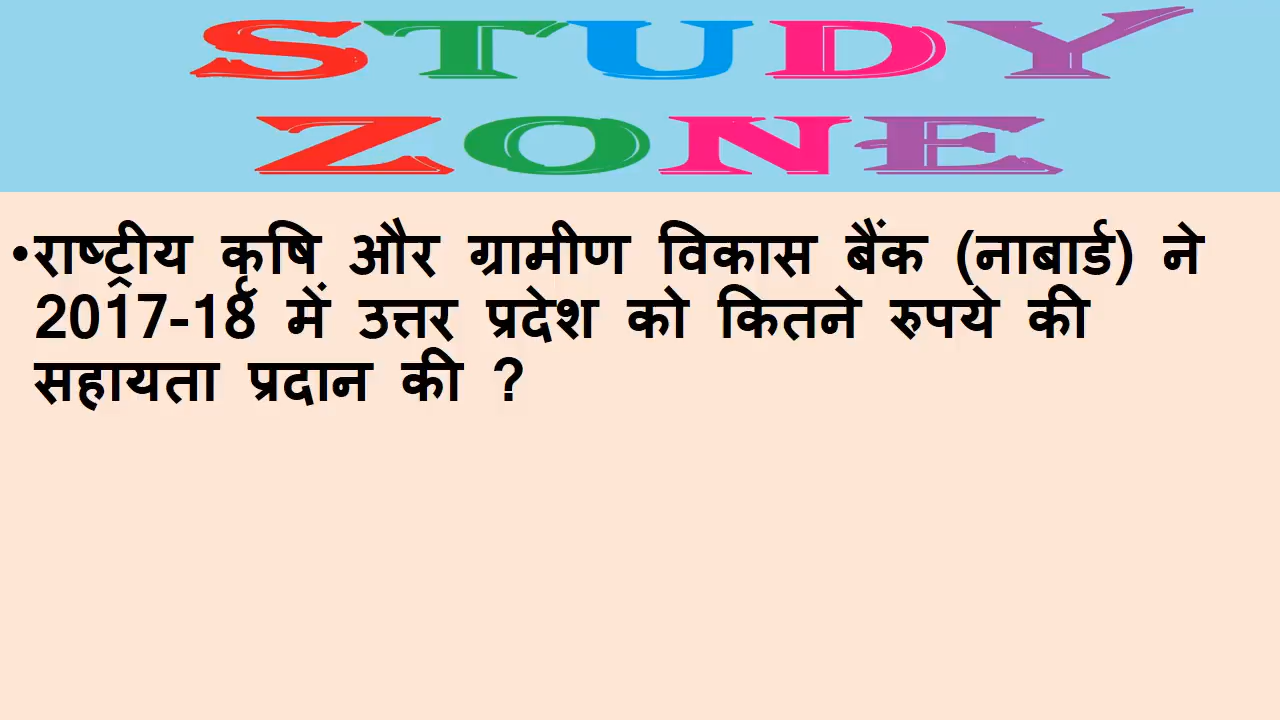 STUDY
ZONE
•राष्ट्रीय कृषि और ग्रामीण विकास बैंक (नाबार्ड) ने
2017-18 में उत्तर प्रदेश को कितने रुपये की
सहायता प्रदान की ?